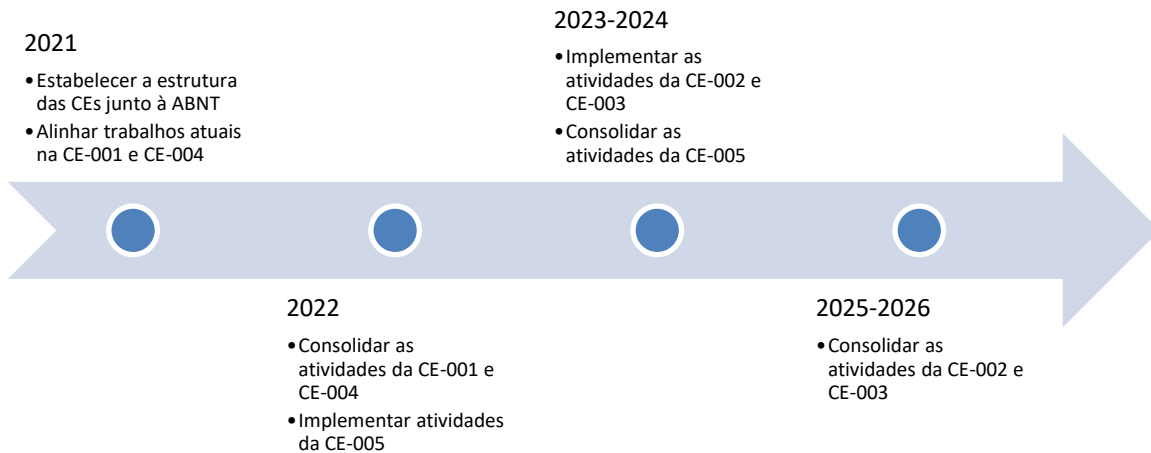 2021
•Estabelecer a estrutura
das CEs junto à ABNT
•Alinhar trabalhos atuais
na CE-001 e CE-004
2022
•Consolidar as
atividades da CE-001 e
CE-004
•Implementar atividades
da CE-005
2023-2024
•Implementar as
atividades da CE-002 e
CE-003
•Consolidar as
atividades da CE-005
2025-2026
•Consolidar as
atividades da CE-002 e
CE-003